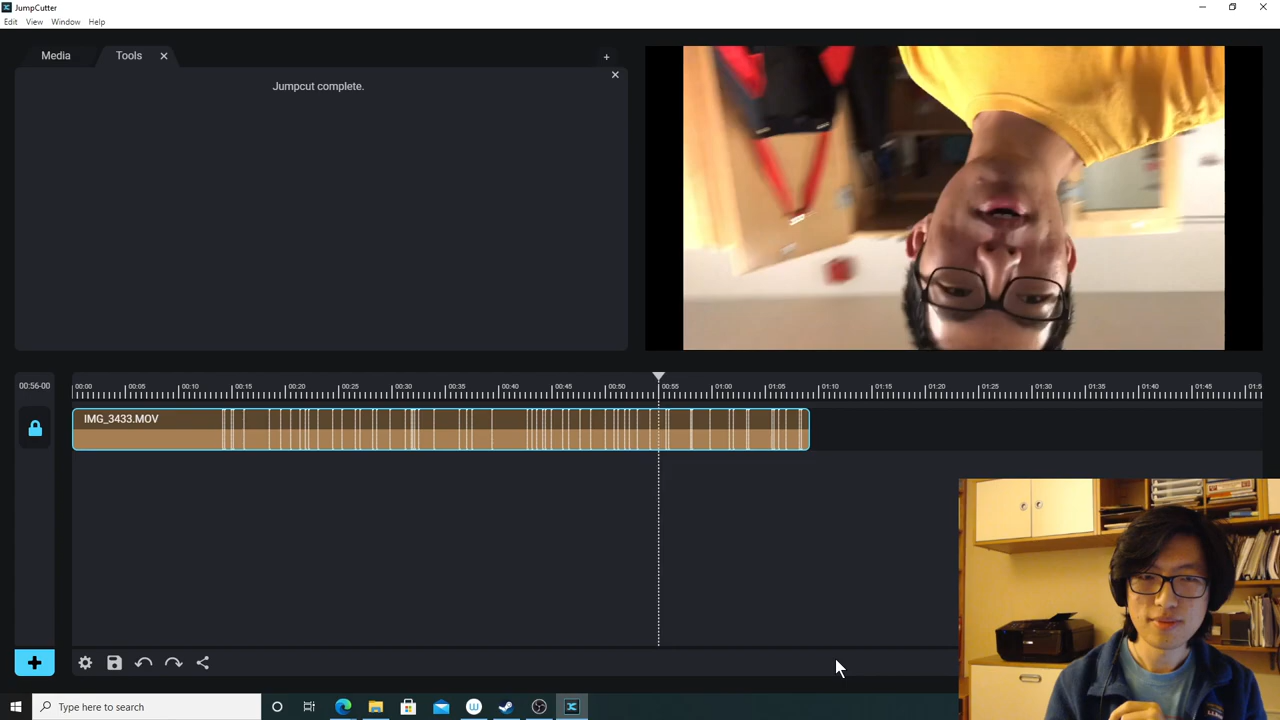 JumpCutter
Edit View Window Help
Media Tools
Jumpcut complete.
00:56-00
00:00 00:05 00:10 00:15 00:20 00:25 00:30 00:35 00:40 00:45 00:50 00:55 01:00 01:05 01:10 01:15 01:20 01:25 01:30 01:35 01:40 01:45
IMG_3433.MOV
Type here to search